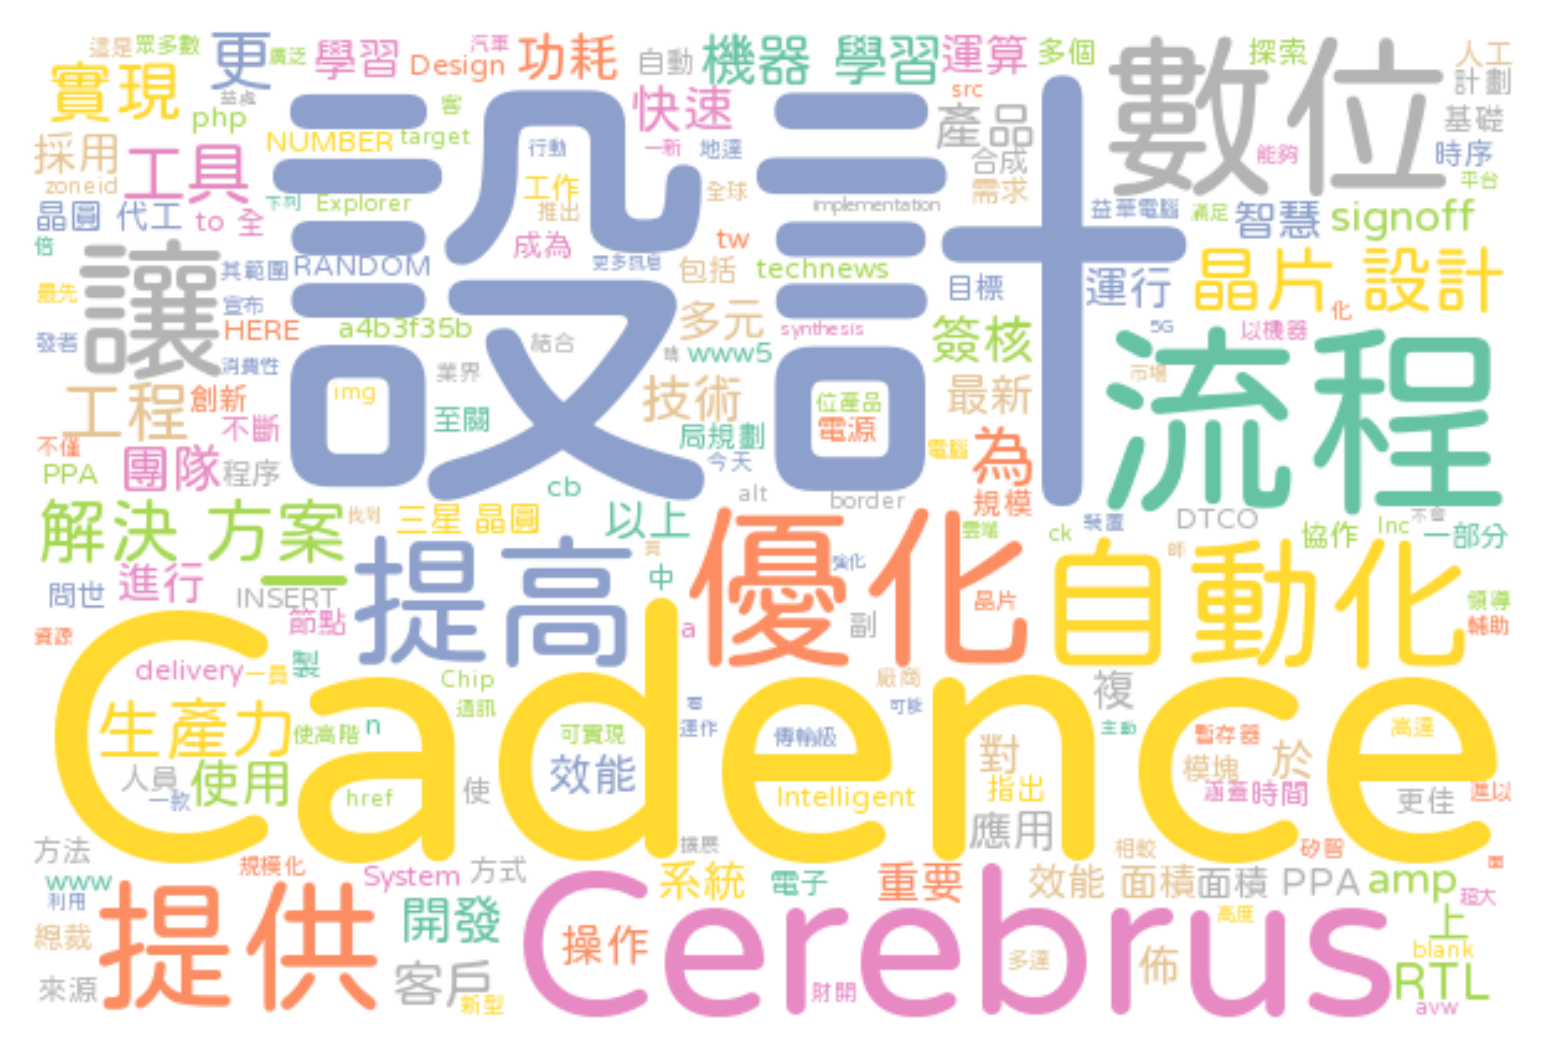 這是 眾多數 更 廣泛 學習 汽車 Design 功耗 自動 機器 學習 運算 多個 數位 探索 人工
實現 益處 php 客 快速 src 產品 計劃 基礎
採用 工具 NUMBER target 設計 行動 一新 地達 合成 能夠 時序
zoneid 工作 全球 需求 平台
晶圓 代工 to 全 下列 Explorer 推出 implementation 益華電腦 滿足 智慧 signoff
倍 讓 其範圍 RANDOM 成為 更多訊息 包括 tw technews 目標 運行 晶片 設計
最先 宣布
發者 HERE a4b3f35b 結合 多元 synthesis 簽核 5G 以機器 化
消費性 業界 晴 www5 市場 流程
工程 創新 img 技術 位產品 最新
不僅 不斷 至關 局規劃 電源 電腦 為
PPA 團隊 程序 今天 規模
cb alt border
解決 方案 找到 三星 晶圓 以上 雲端 ck 裝置 DTCO 協作 Inc 不會 一部分
進行 提高 買 優化 強化 師 自動化
問世 INSERT 中 晶片 領導
資源 節點 a 副 輔助
delivery 一員 製 Chip 廠商 複
生產力 使高階 n 通訊 可實現 若 運作 傳輸級 可能 主動 暫存器 高達
人員 效能 對 模塊 於
一款 使用 href 使 Intelligent 指出 涵蓋 時間 更佳 進以
Cadence
方法 擴展 應用 相較 矽智
www 規模化 System 方式 系統 電子 重要 效能 面積 面積 PPA amp 面
利用 超大
總裁 提供 開發 操作 Cerebrus 高度 上
多達 佈 blank
來源 客戶 新型 財開 RTL
avw